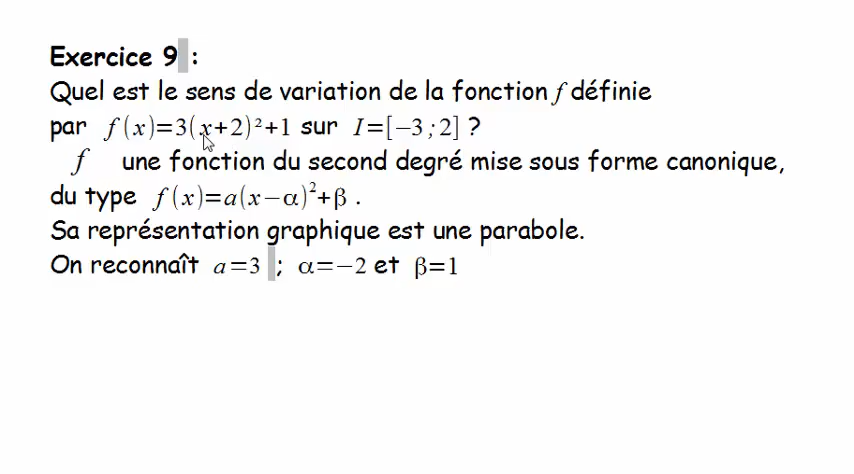 Exercice 9 :
Quel est le sens de variation de la fonction f définie
par f(x)=3(x+2)²+1 sur I=[−3;2] ?
f une fonction du second degré mise sous forme canonique,
du type f(x)=a(x−α)²+β .
Sa représentation graphique est une parabole.
On reconnaît a=3 ; α=−2 et β=1